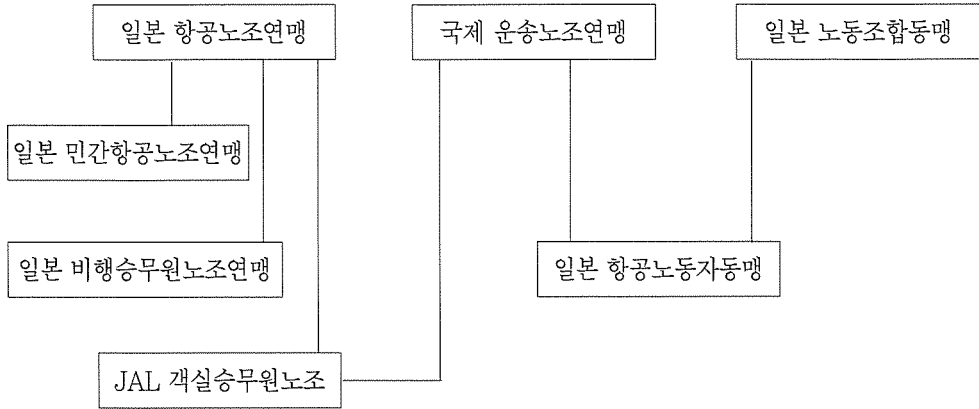 일본 항공노조연맹
국제 운송노조연맹
일본 노동조합동맹
일본 민간항공노조연맹
일본 비행승무원노조연맹
일본 항공노동자동맹
JAL 객실승무원노조